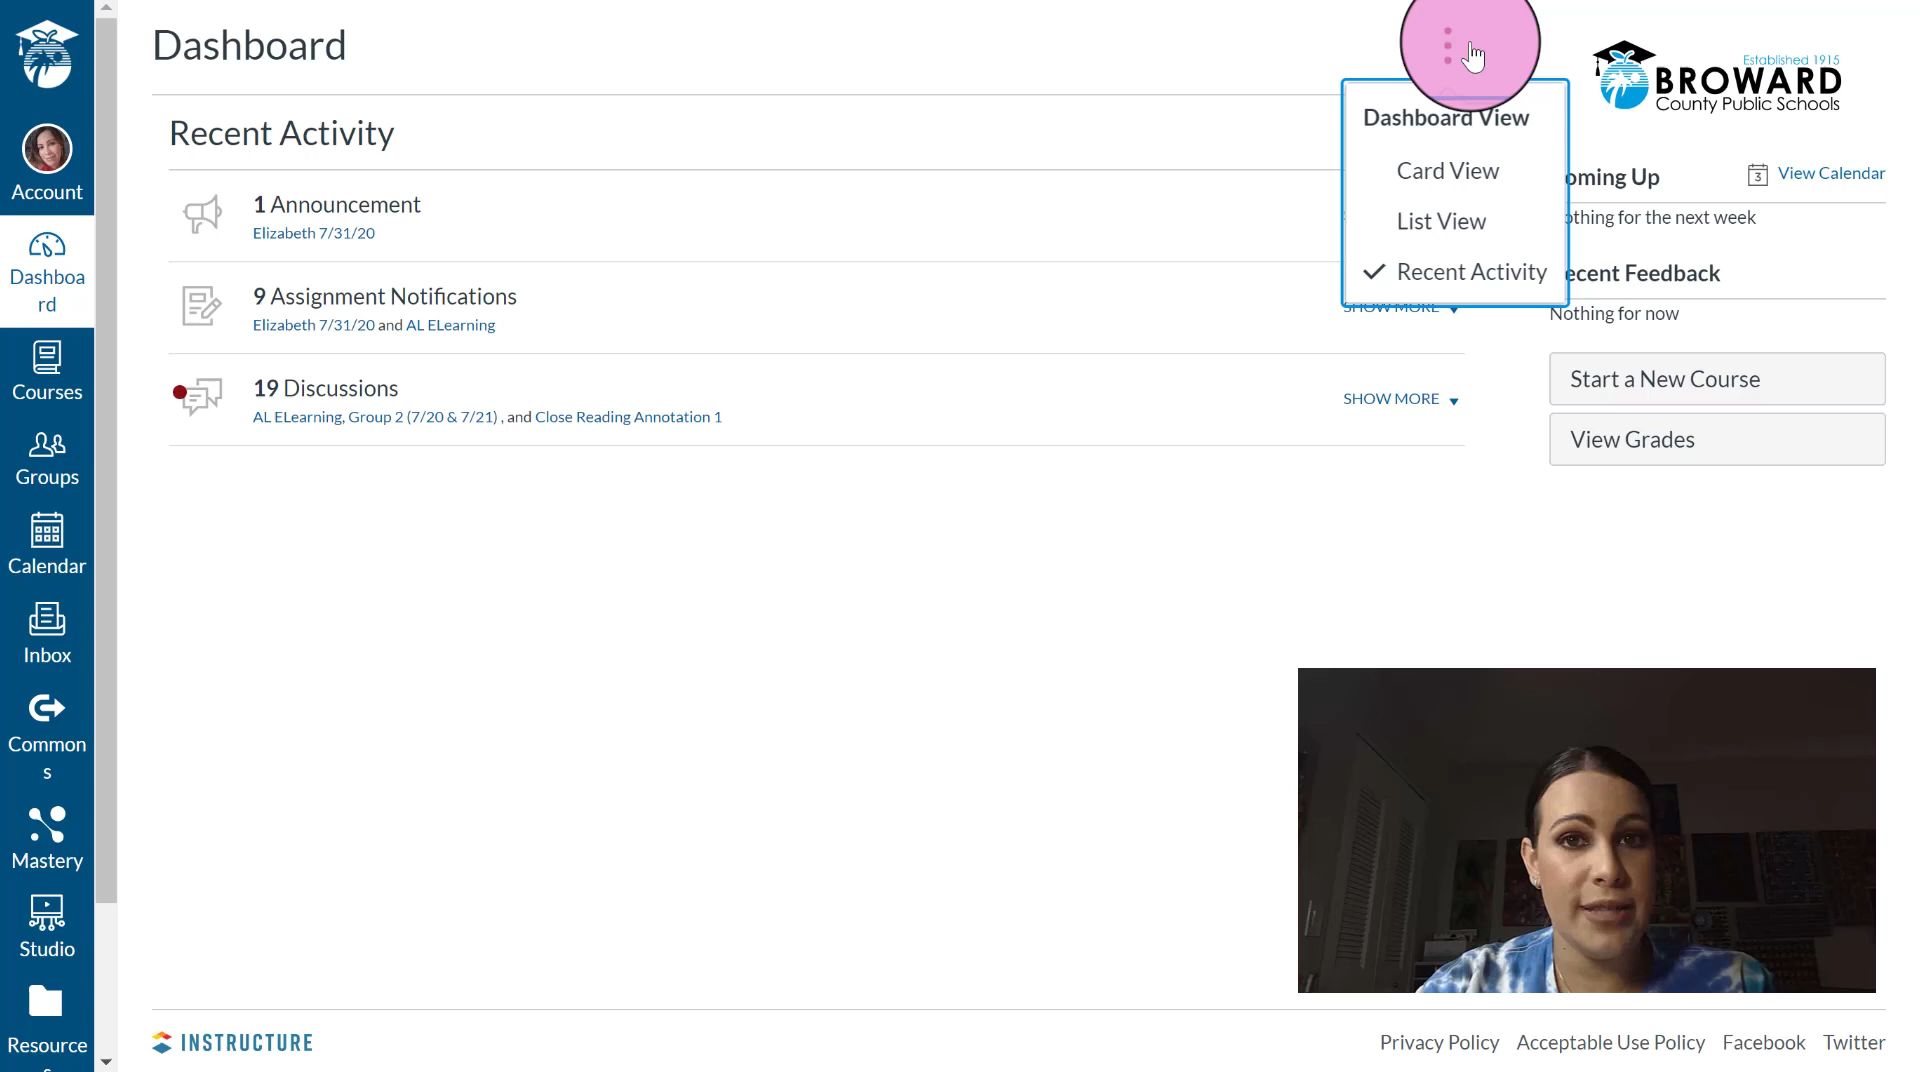 Dashboard
Established 1915
BROWARD
County Public Schools
Account
Dashboa
rd
Courses
Groups
Calendar
Inbox
Common
s
Mastery
Studio
Resource
Recent Activity
1 Announcement
Elizabeth 7/31/20
9 Assignment Notifications
Elizabeth 7/31/20 and AL ELearning
SHOW MORE
19 Discussions
AL ELearning, Group 2 (7/20 & 7/21) , and Close Reading Annotation 1
SHOW MORE
Dashboard View
Card View
List View
Recent Activity
oming Up
3
View Calendar
othing for the next week
ecent Feedback
Nothing for now
Start a New Course
View Grades
INSTRUCTURE
Privacy Policy
Acceptable Use Policy
Facebook
Twitter